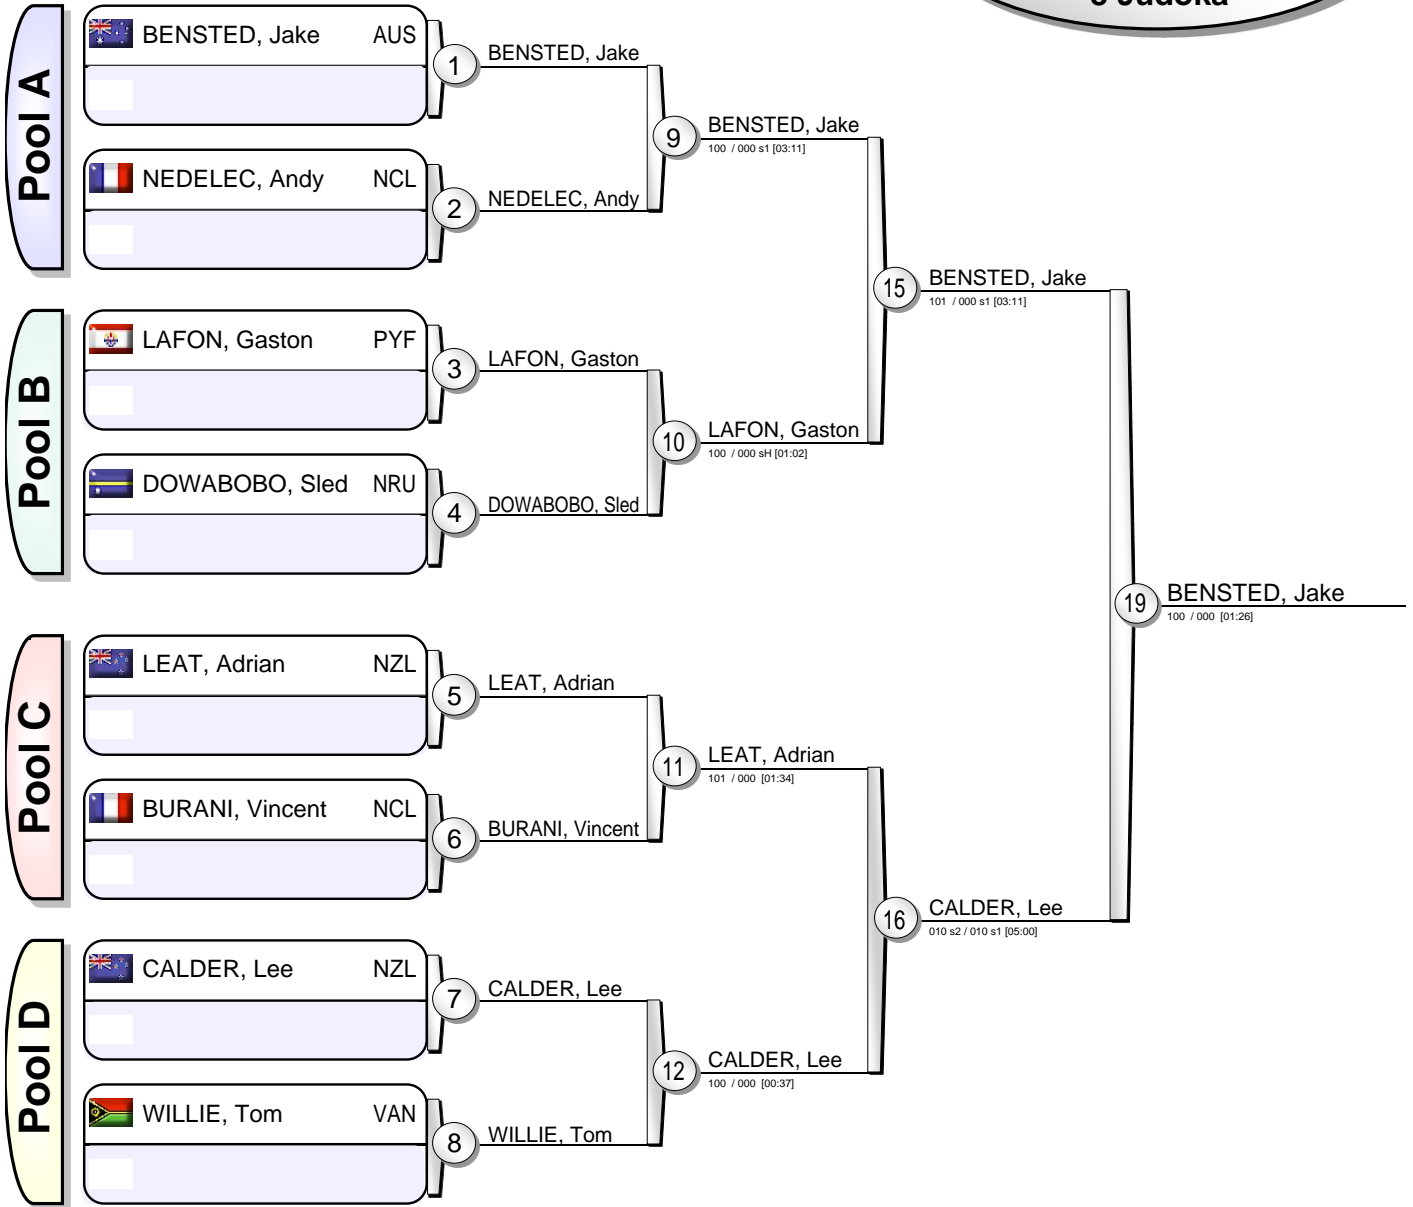 8 Judoka
Pool A
BENSTED, Jake AUS
1
BENSTED, Jake
NEDELEC, Andy NCL
2
NEDELEC, Andy
9
BENSTED, Jake
100 / 000 s1 [03:11]
Pool B
LAFON, Gaston PYF
3
LAFON, Gaston
DOWABOBO, Sled NRU
4
DOWABOBO, Sled
10
LAFON, Gaston
100 / 000 sH [01:02]
15
BENSTED, Jake
101 / 000 s1 [03:11]
Pool C
LEAT, Adrian NZL
5
LEAT, Adrian
BURANI, Vincent NCL
6
BURANI, Vincent
11
LEAT, Adrian
101 / 000 [01:34]
Pool D
CALDER, Lee NZL
7
CALDER, Lee
WILLIE, Tom VAN
8
WILLIE, Tom
12
CALDER, Lee
100 / 000 [00:37]
16
CALDER, Lee
010 s2 / 010 s1 [05:00]
19
BENSTED, Jake
100 / 000 [01:26]